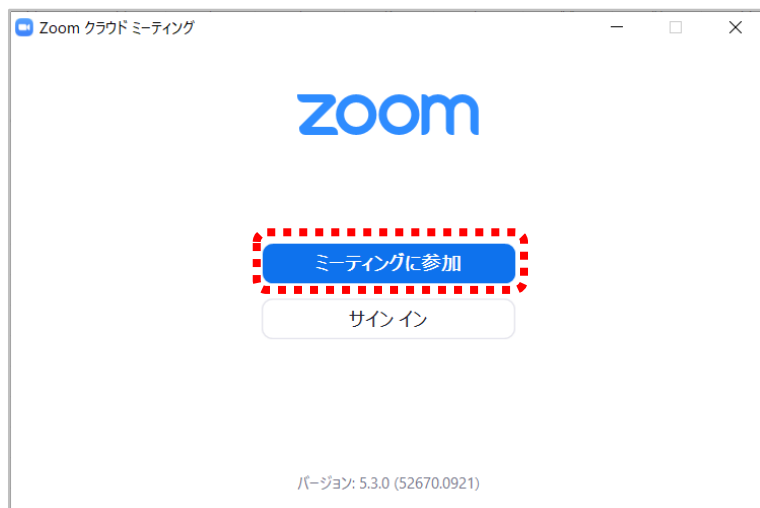 Zoom クラウド ミーティング
zoom
ミーティングに参加
サイン イン
バージョン: 5.3.0 (52670.0921)